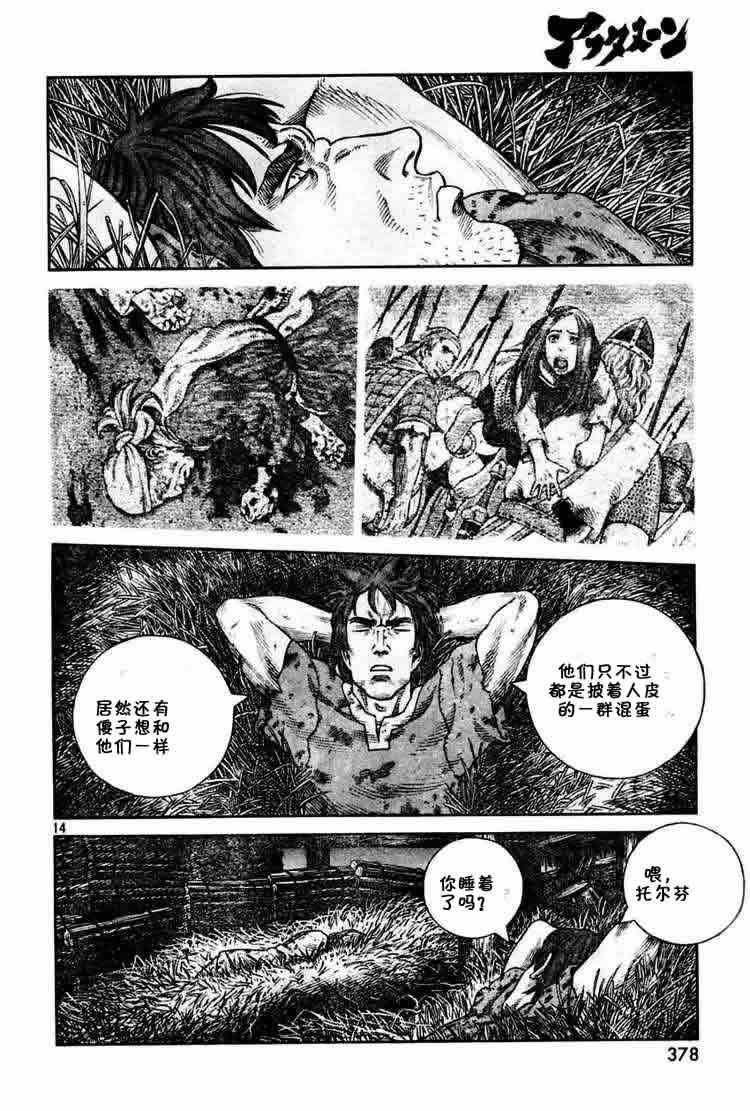 アフタヌーン
他们只不过
都是披着人皮
的一群混蛋
居然还有
傻子想和
他们一样
14
喂,
托尔芬
你睡着
了吗?
378